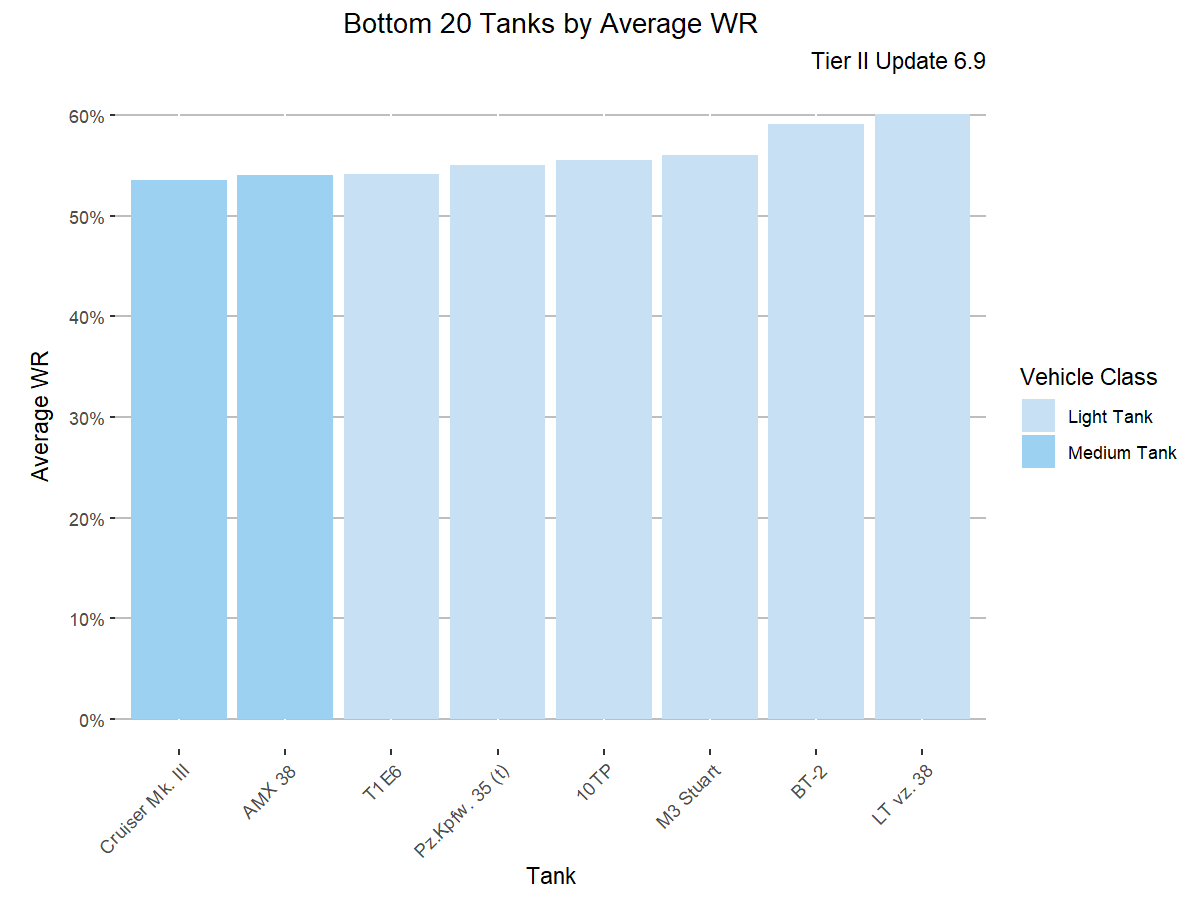 Bottom 20 Tanks by Average WR
Tier II Update 6.9
60%
50%
40%
30%
20%
10%
0%
Average WR
Cruiser Mk. III
AMX 38
T1E6
Pz.Kpfw. 35 (t)
10TP
M3 Stuart
BT-2
LT vz. 38
Tank
Vehicle Class
Light Tank
Medium Tank